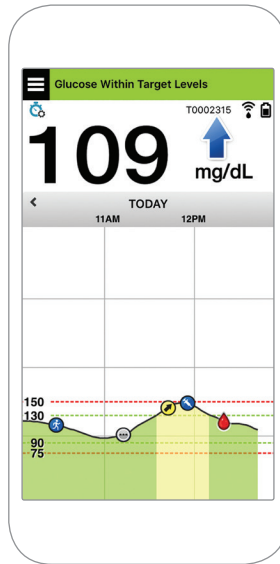 Glucose Within Target Levels
T0002315
109
mg/dL
TODAY
11AM 12PM
150
130
90
75